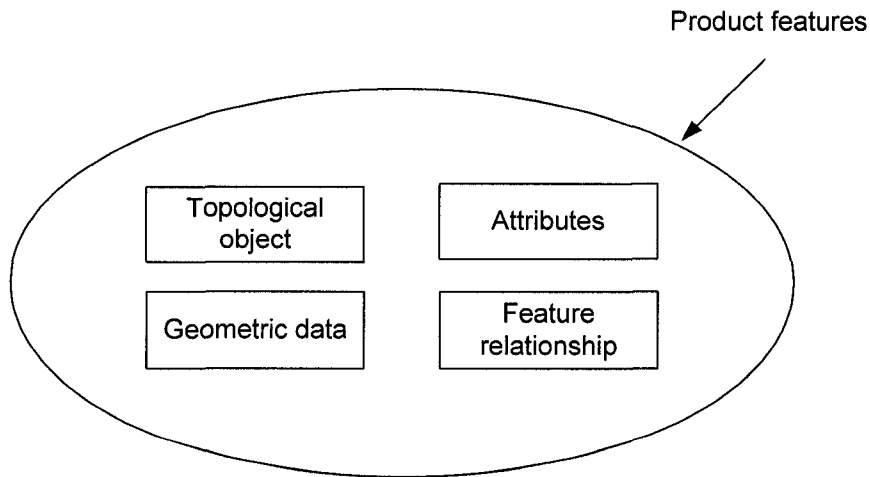 Product features
Topological
object
Attributes
Geometric data
Feature
relationship